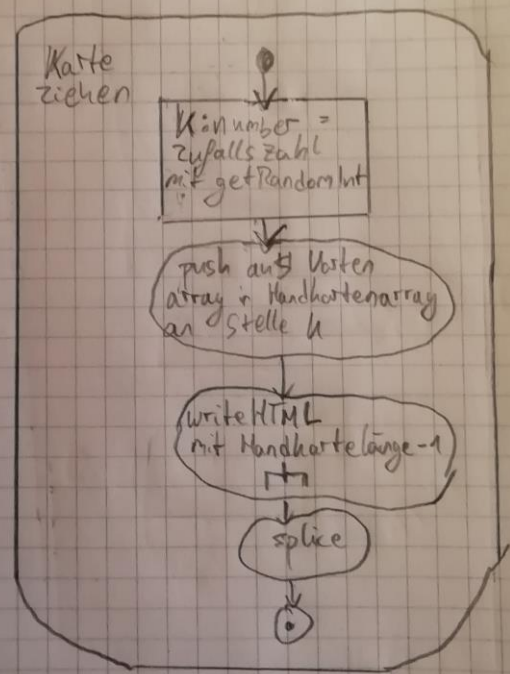 Karte
ziehen
K:number =
Zufallszahl
mit getRandomInt
push aus Karten
array in Handkartenarray
an Stelle k
writeHTML
mit Handkartelänge-1
splice